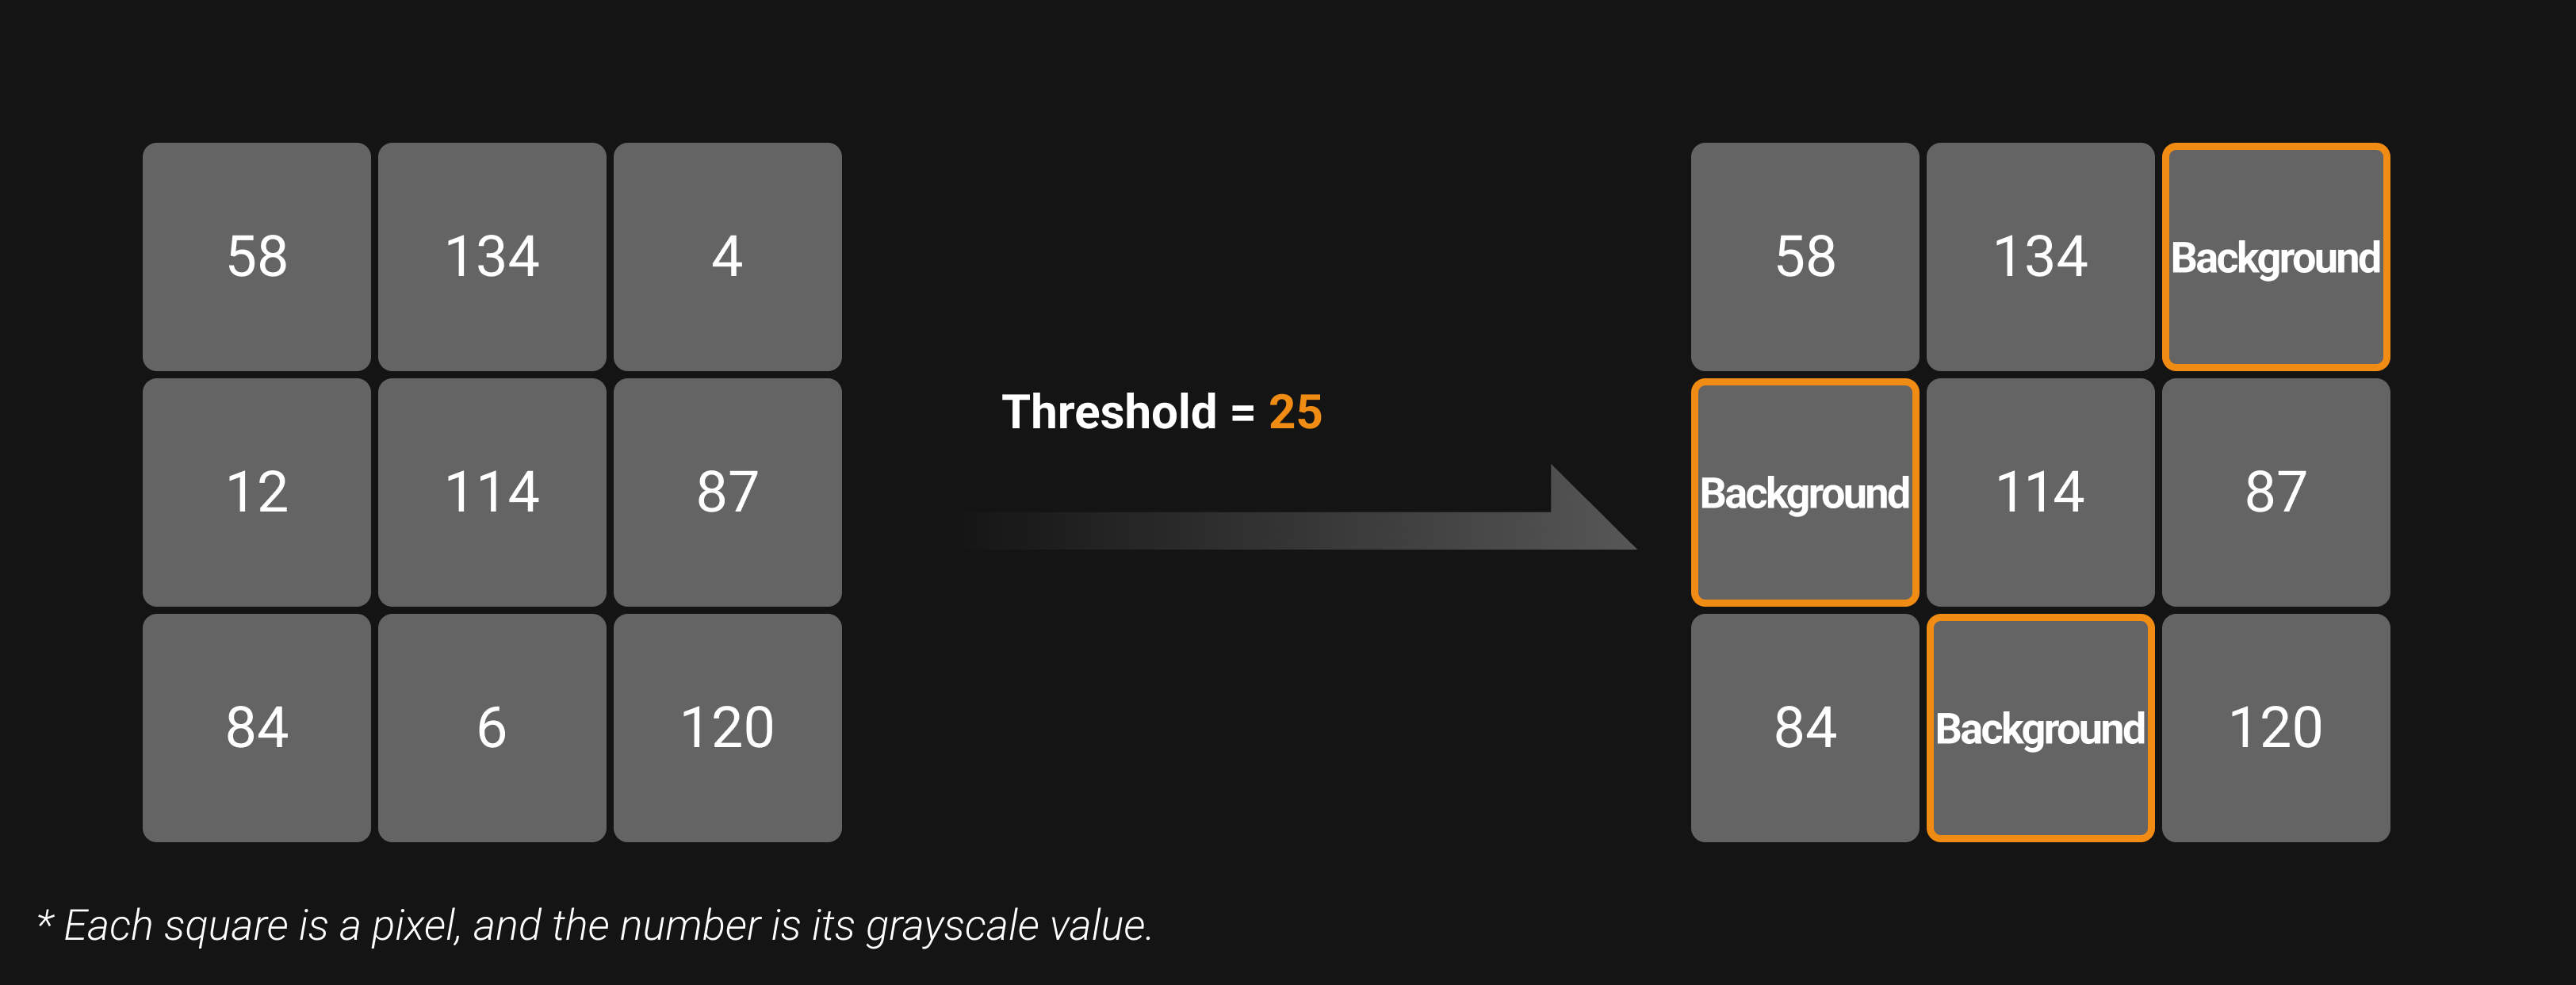 58 134 4
12 114 87
84 6 120
Threshold = 25
58 134 Background
Background 114 87
84 Background 120
* Each square is a pixel, and the number is its grayscale value.